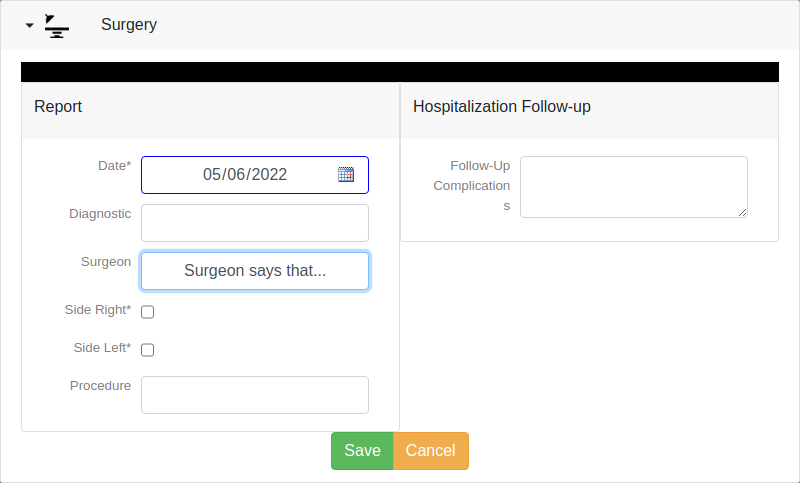 Surgery
Report
Hospitalization Follow-up
Date*
05/06/2022
Diagnostic
Surgeon
Surgeon says that...
Side Right*
Side Left*
Procedure
Follow-Up
Complication
s
Save
Cancel